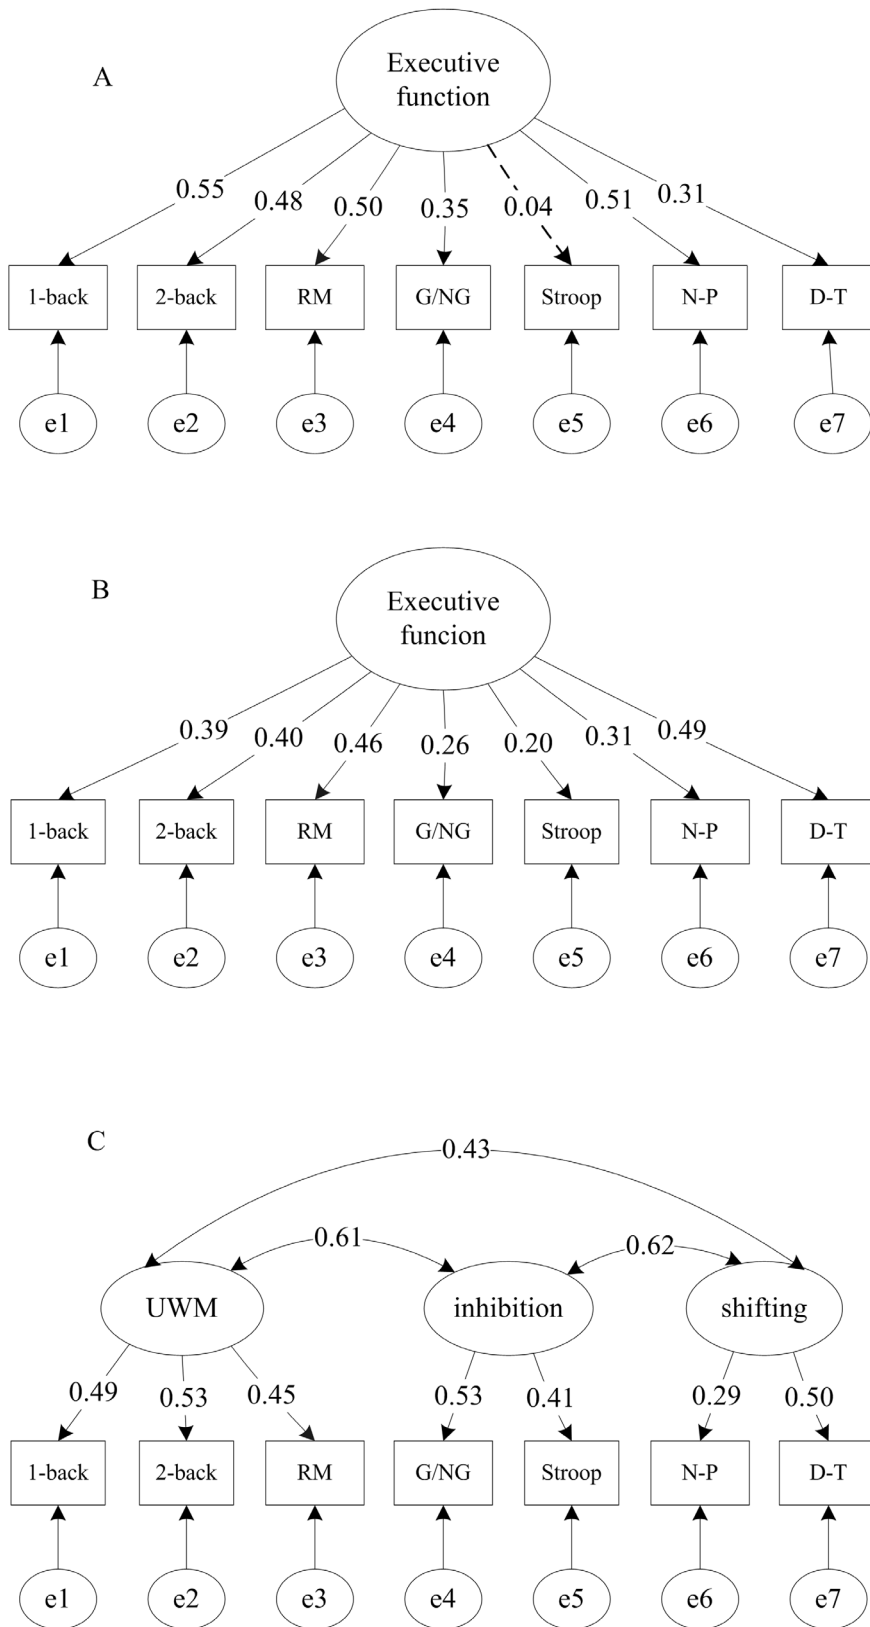 A
Executive
function
0.55
0.48
0.50
0.35
0.04
0.51
0.31
1-back
2-back
RM
G/NG
Stroop
N-P
D-T
e1
e2
e3
e4
e5
e6
e7
B
Executive
funcion
0.39
0.40
0.46
0.26
0.20
0.31
0.49
1-back
2-back
RM
G/NG
Stroop
N-P
D-T
e1
e2
e3
e4
e5
e6
e7
C
0.43
0.61
0.62
UWM
inhibition
shifting
0.49
0.53
0.45
0.53
0.41
0.29
0.50
1-back
2-back
RM
G/NG
Stroop
N-P
D-T
e1
e2
e3
e4
e5
e6
e7